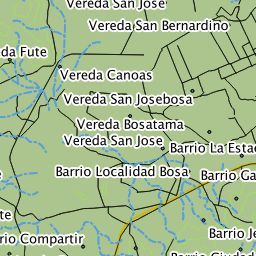 Vereda San Jose
Vereda San Bernardino
da Fute
Vereda Canoas
Vereda San Josebosa
Vereda Bosatama
Vereda San Jose
Barrio La Estac
Barrio Localidad Bosa
Barrio Ga
te
rio Compartir
Barrio Je
Barrio Ciudad